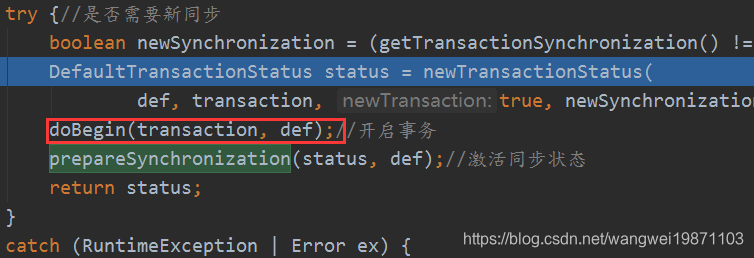 try {//是否需要新同步
boolean newSynchronization = (getTransactionSynchronization() !=
DefaultTransactionStatus status = newTransactionStatus(
def, transaction, newTransaction: true, newSynchronization
doBegin(transaction, def);//开启事务
prepareSynchronization(status, def);//激活同步状态
return status;
}
catch (RuntimeException | Error ex) {
https://blog.csdn.net/wangwei19871103